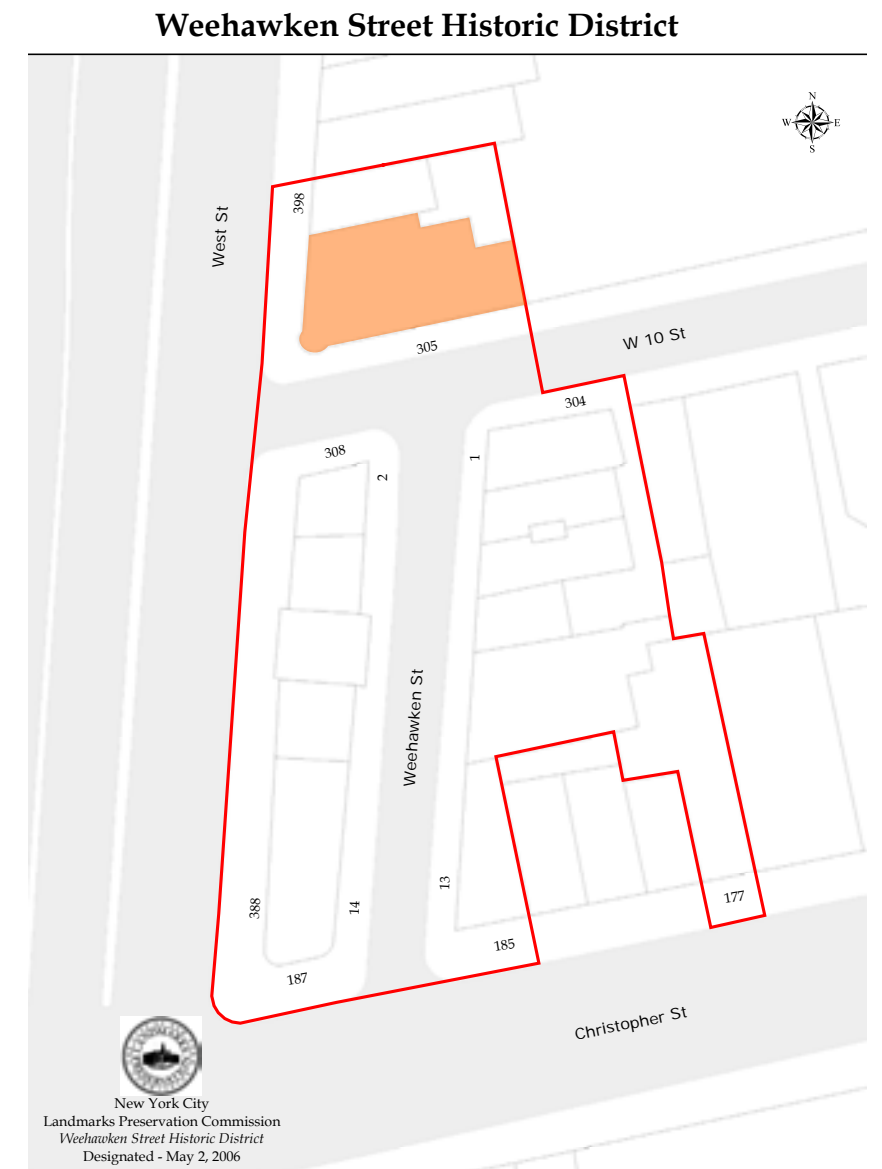 Weehawken Street Historic District
N
W E
S
398
West St
305
W 10 St
304
308
1
2
Weehawken St
13
388
14
177
185
187
Christopher St
New York City
Landmarks Preservation Commission
Weehawken Street Historic District
Designated - May 2, 2006